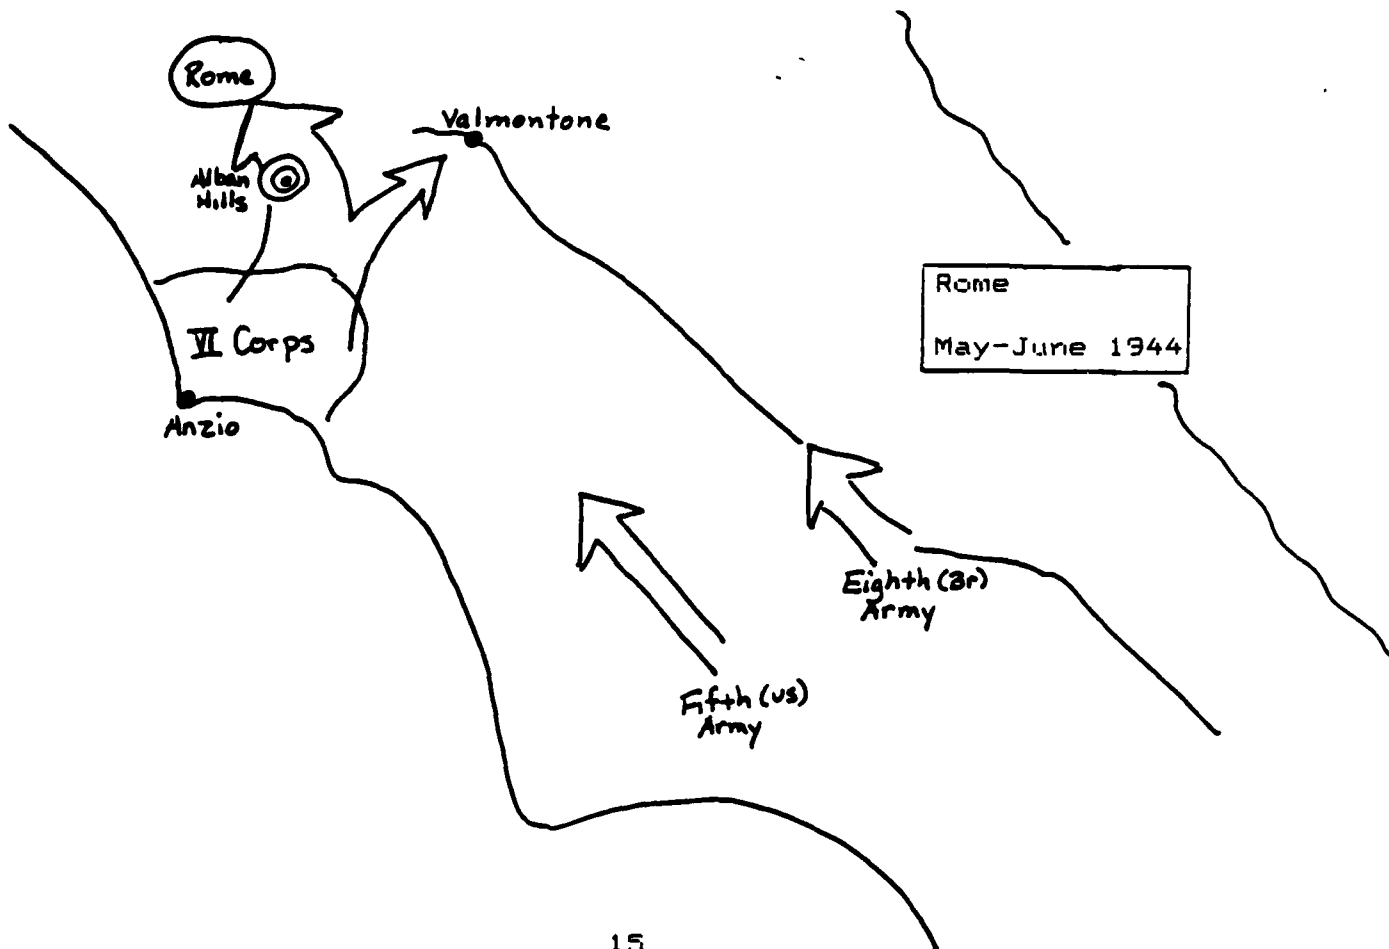 Rome
Valmontone
Alban
Hills
Rome
May-June 1944
VI Corps
Anzio
Eighth (Br)
Army
Fifth (US)
Army
15